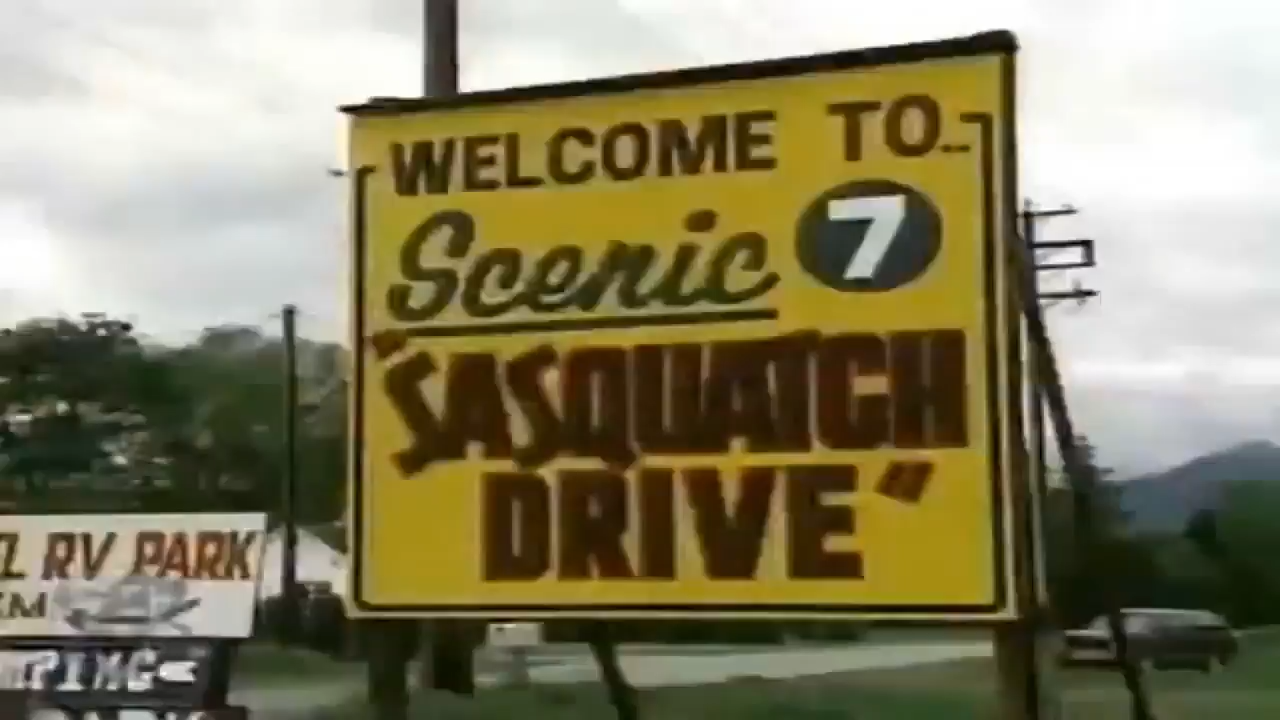 WELCOME TO..
Scenic 7
"SASQUATCH
DRIVE"
RV PARK